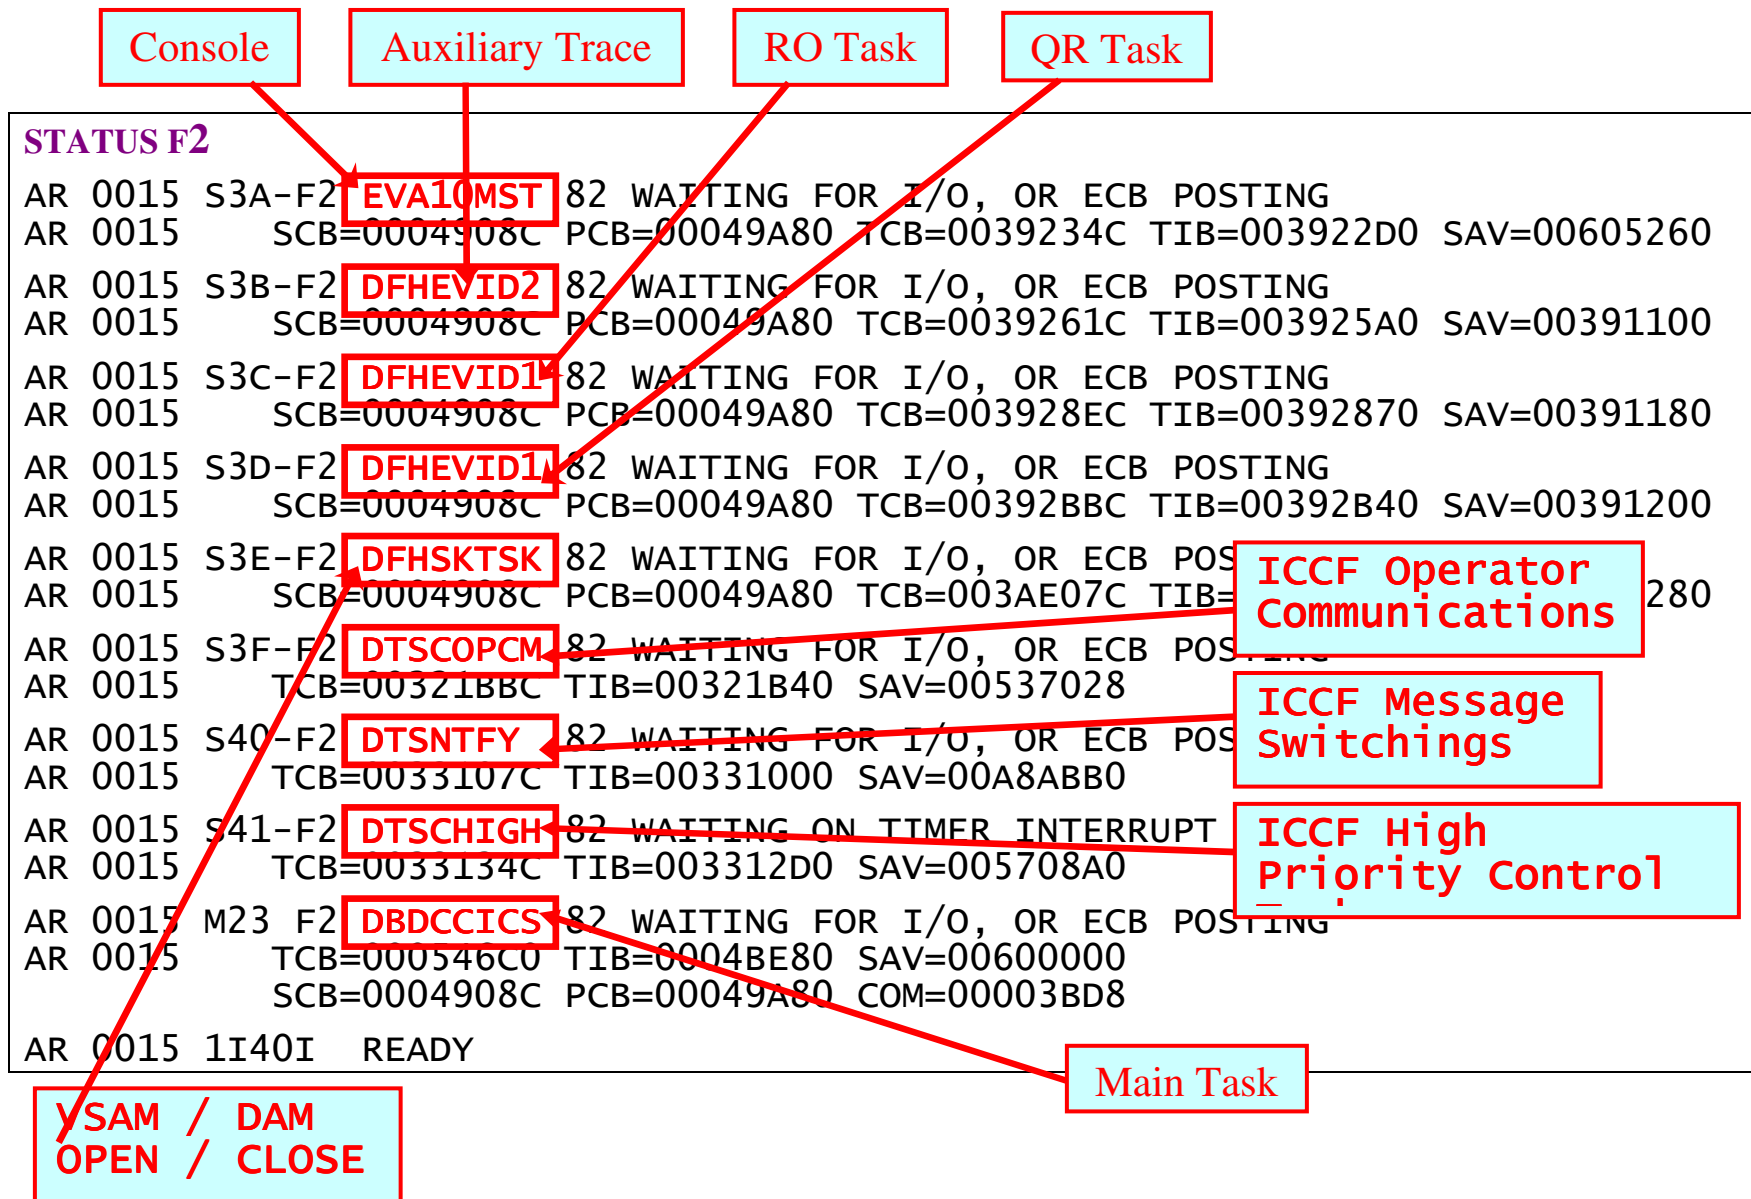 Console
Auxiliary Trace
RO Task
QR Task
STATUS F2
AR 0015 S3A-F2 EVA10MST 82 WAITING FOR I/O, OR ECB POSTING
AR 0015 SCB=0004908C PCB=00049A80 TCB=0039234C TIB=003922D0 SAV=00605260
AR 0015 S3B-F2 DFHEVID2 82 WAITING FOR I/O, OR ECB POSTING
AR 0015 SCB=0004908C PCB=00049A80 TCB=0039261C TIB=003925A0 SAV=00391100
AR 0015 S3C-F2 DFHEVID1 82 WAITING FOR I/O, OR ECB POSTING
AR 0015 SCB=0004908C PCB=00049A80 TCB=003928EC TIB=00392870 SAV=00391180
AR 0015 S3D-F2 DFHEVID1 82 WAITING FOR I/O, OR ECB POSTING
AR 0015 SCB=0004908C PCB=00049A80 TCB=00392BBC TIB=00392B40 SAV=00391200
AR 0015 S3E-F2 DFHSKTSK 82 WAITING FOR I/O, OR ECB POS
AR 0015 SCB=0004908C PCB=00049A80 TCB=003AE07C TIB= 280
ICCF Operator
Communications
AR 0015 S3F-F2 DTSCOPCM 82 WAITING FOR I/O, OR ECB POSTING
AR 0015 TCB=00321BBC TIB=00321B40 SAV=00537028
ICCF Message
Switchings
AR 0015 S40-F2 DTSNTFY 82 WAITING FOR I/O, OR ECB POS
AR 0015 TCB=0033107C TIB=00331000 SAV=00A8ABB0
AR 0015 S41-F2 DTSCHIGH 82 WAITING ON TIMER INTERRUPT
AR 0015 TCB=0033134C TIB=003312D0 SAV=005708A0
ICCF High
Priority Control
AR 0015 M23 F2 DBDCCICS 82 WAITING FOR I/O, OR ECB POSTING
AR 0015 TCB=000546C0 TIB=0004BE80 SAV=00600000
SCB=0004908C PCB=00049A80 COM=00003BD8
AR 0015 1I40I READY
Main Task
VSAM / DAM
OPEN / CLOSE